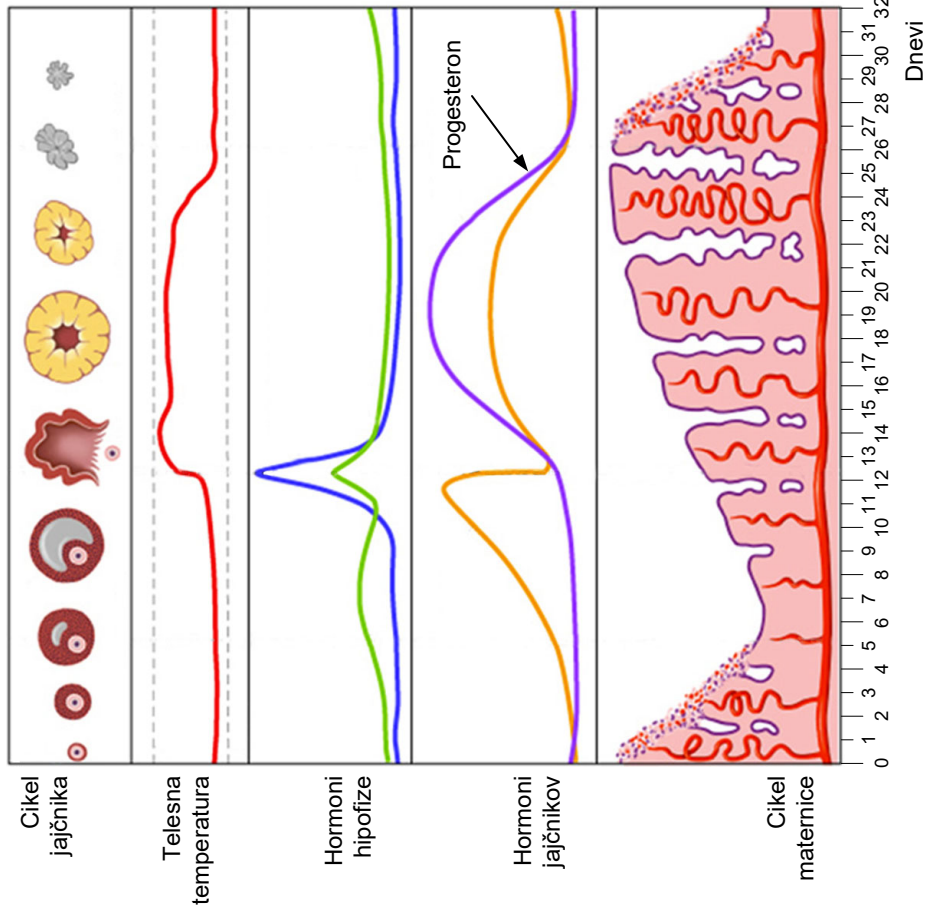 Cikel
jajčnika
Telesna
temperatura
Hormoni
hipofize
Hormoni
jajčnikov
Progesteron
Cikel
maternice
0 1 2 3 4 5 6 7 8 9 10 11 12 13 14 15 16 17 18 19 20 21 22 23 24 25 26 27 28 29 30 31 32
Dnevi